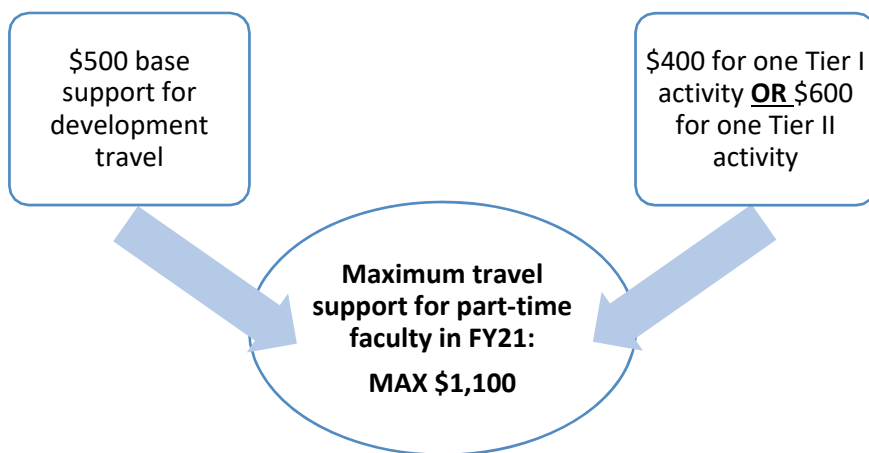 $500 base
support for
development
travel
$400 for one Tier I
activity OR $600
for one Tier II
activity
Maximum travel
support for part-time
faculty in FY21:
MAX $1,100